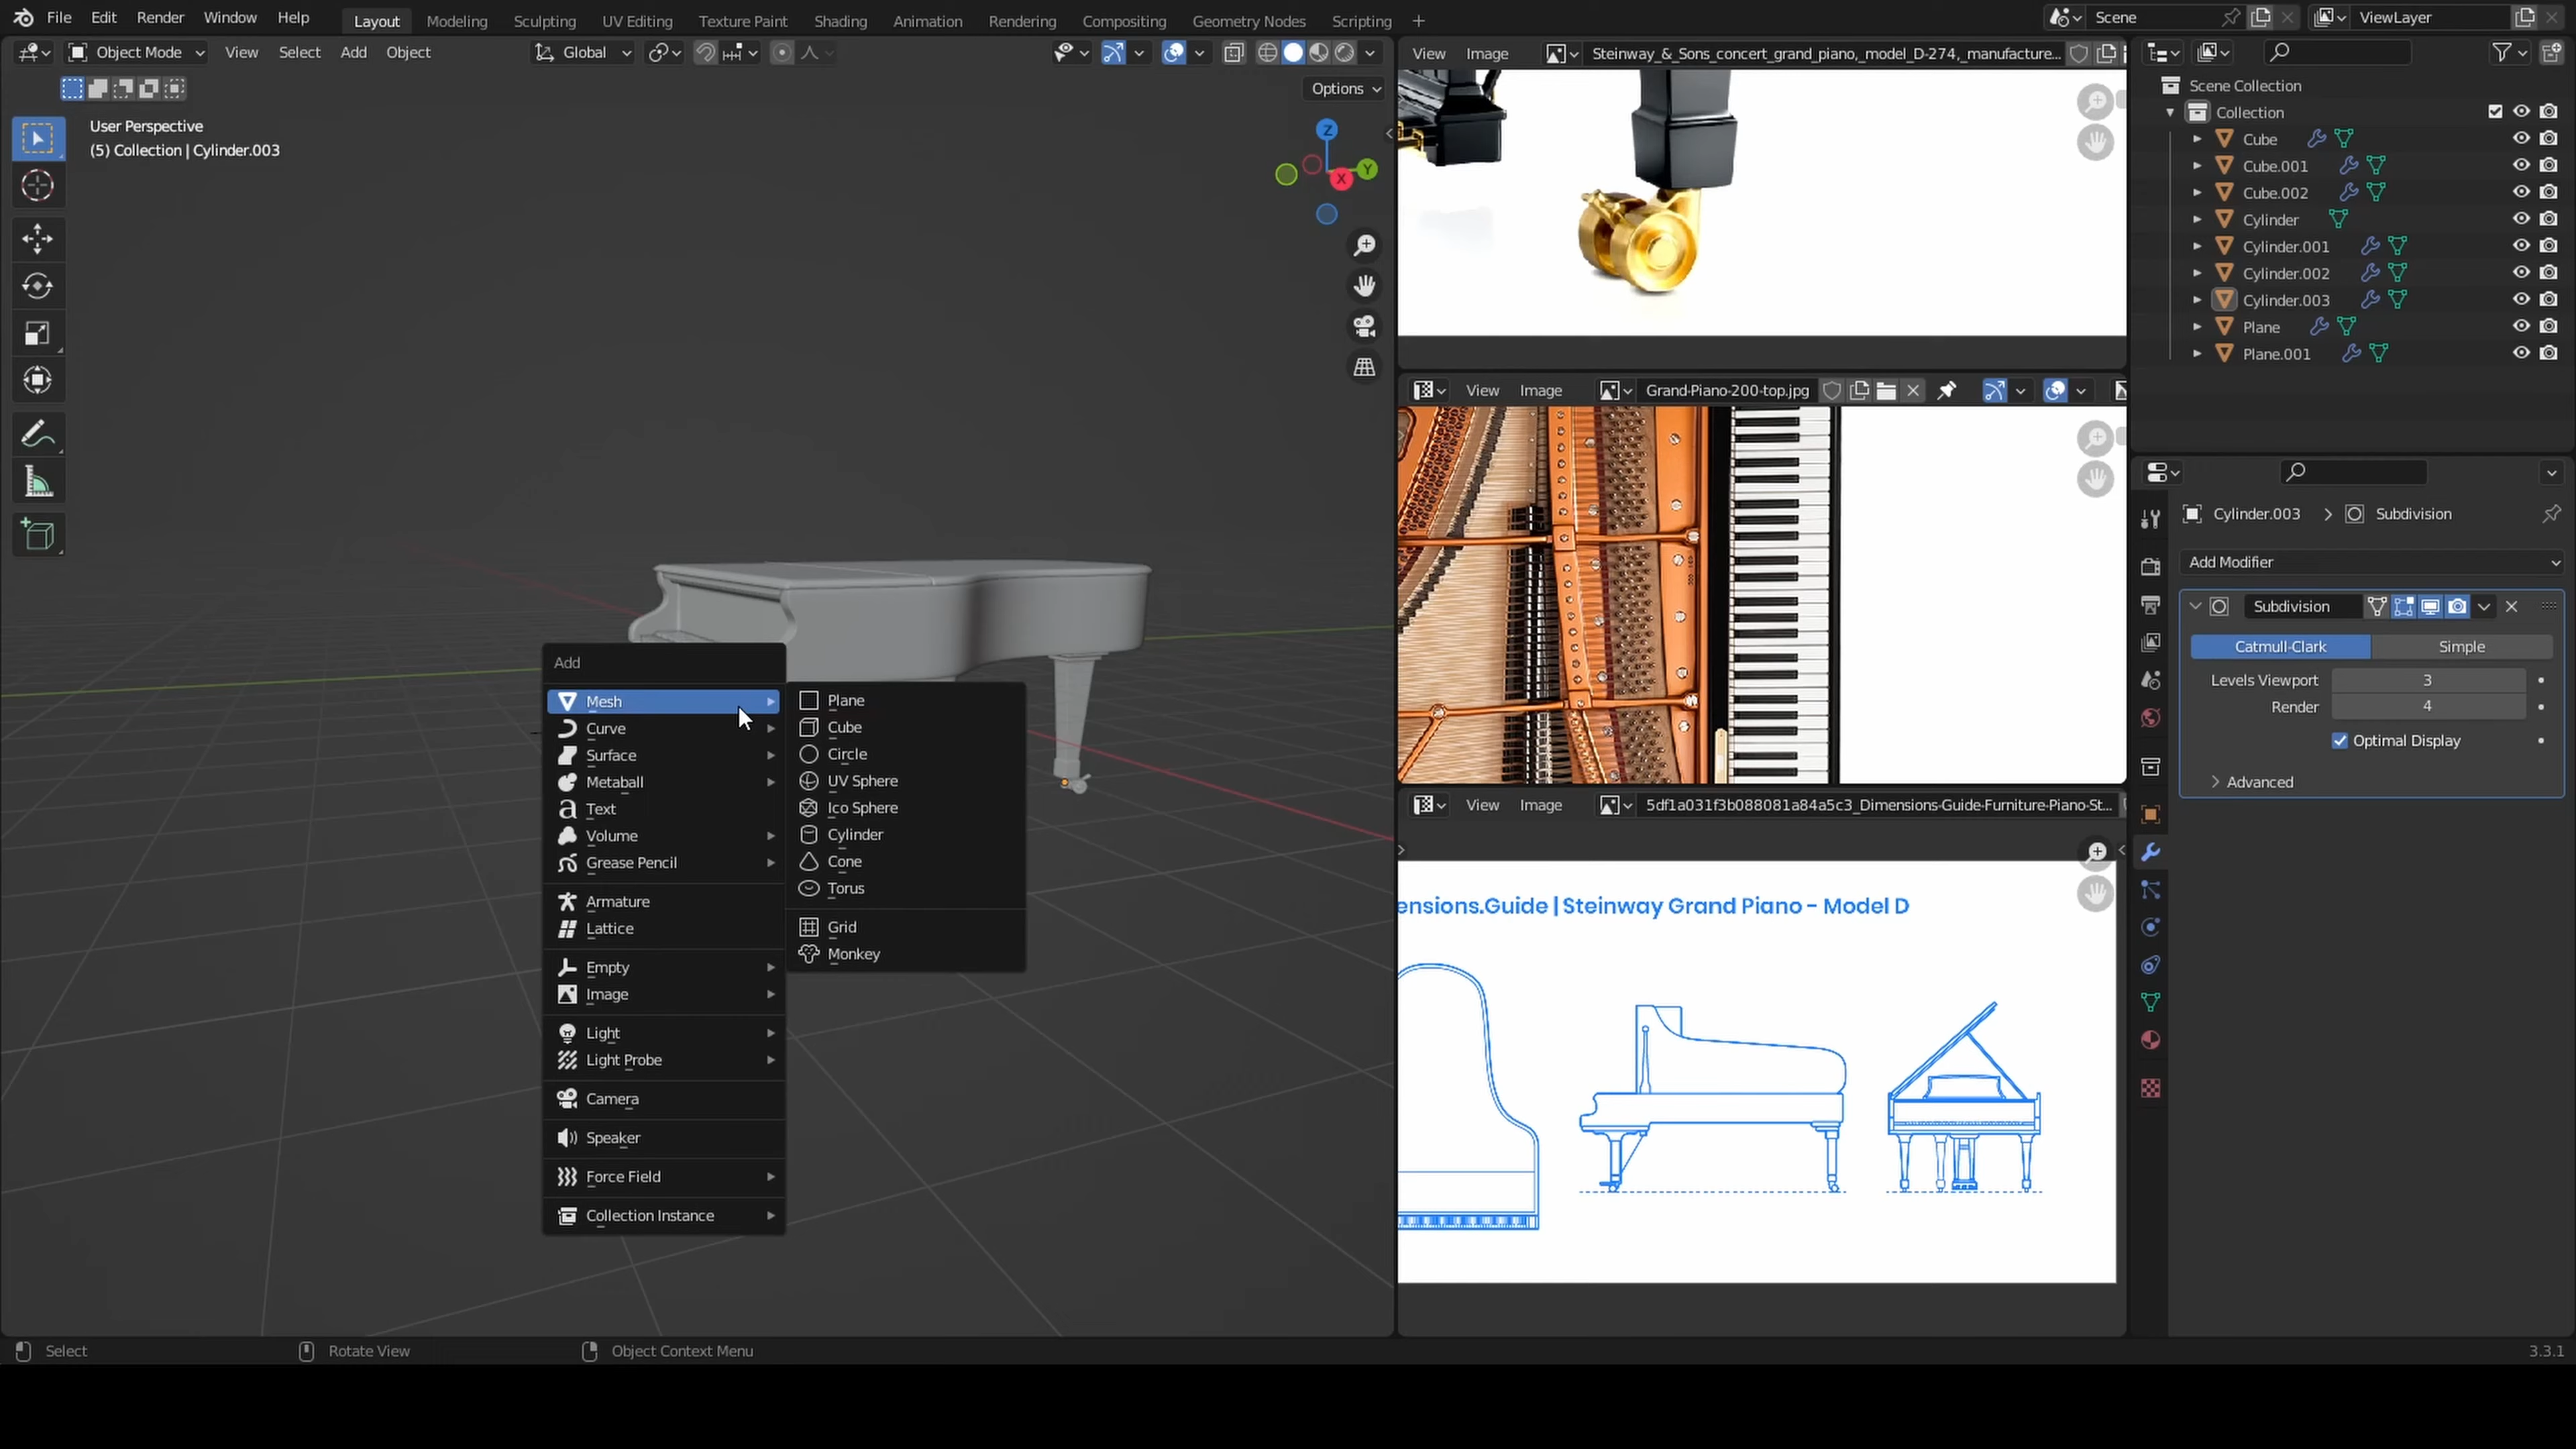 File Edit Render Window Help Layout Modeling Sculpting UV Editing Texture Paint Shading Animation Rendering Compositing Geometry Nodes Scripting + Scene ViewLayer
Object Mode View Select Add Object Global
Options
User Perspective
(5) Collection | Cylinder.003
Z
Y
X
Add
Mesh
Curve
Surface
Metaball
Text
Volume
Grease Pencil
Armature
Lattice
Empty
Image
Light
Light Probe
Camera
Speaker
Force Field
Collection Instance
Plane
Cube
Circle
UV Sphere
Ico Sphere
Cylinder
Cone
Torus
Grid
Monkey
View Image Steinway_&_Sons_concert_grand_piano,_model_D-274,_manufacture...
View Image Grand-Piano-200-top.jpg
View Image 5df1a031f3b088081a84a5c3_Dimensions-Guide-Furniture-Piano-St...
ensions.Guide | Steinway Grand Piano - Model D
Scene Collection
Collection
Cube
Cube.001
Cube.002
Cylinder
Cylinder.001
Cylinder.002
Cylinder.003
Plane
Plane.001
Cylinder.003 > Subdivision
Add Modifier
Subdivision
Catmull-Clark Simple
Levels Viewport 3
Render 4
Optimal Display
Advanced
Select Rotate View Object Context Menu 3.3.1